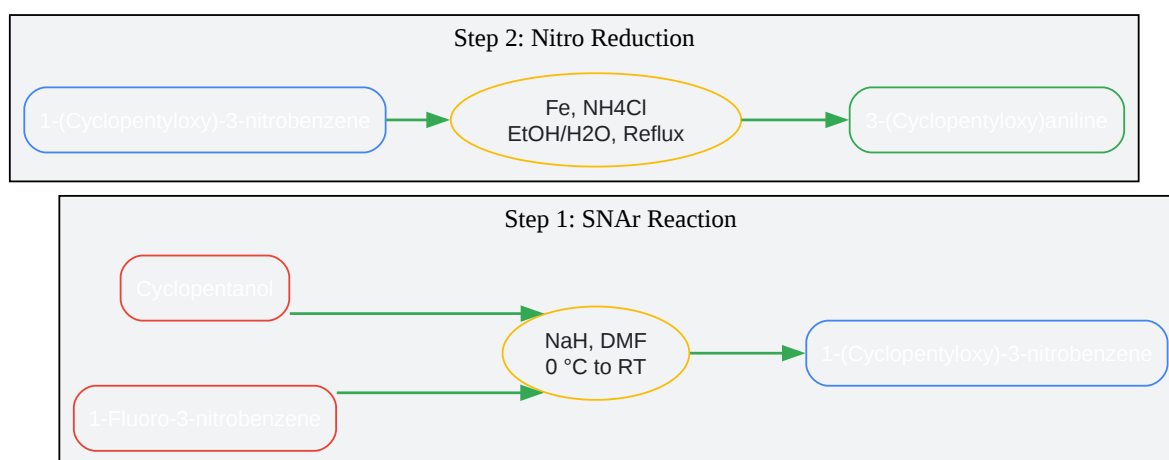 Step 2: Nitro Reduction
1-(Cyclopentyloxy)-3-nitrobenzene
Fe, NH4Cl
EtOH/H2O, Reflux
3-(Cyclopentyloxy)aniline
Step 1: SNAr Reaction
Cyclopentanol
1-Fluoro-3-nitrobenzene
NaH, DMF
0 °C to RT
1-(Cyclopentyloxy)-3-nitrobenzene